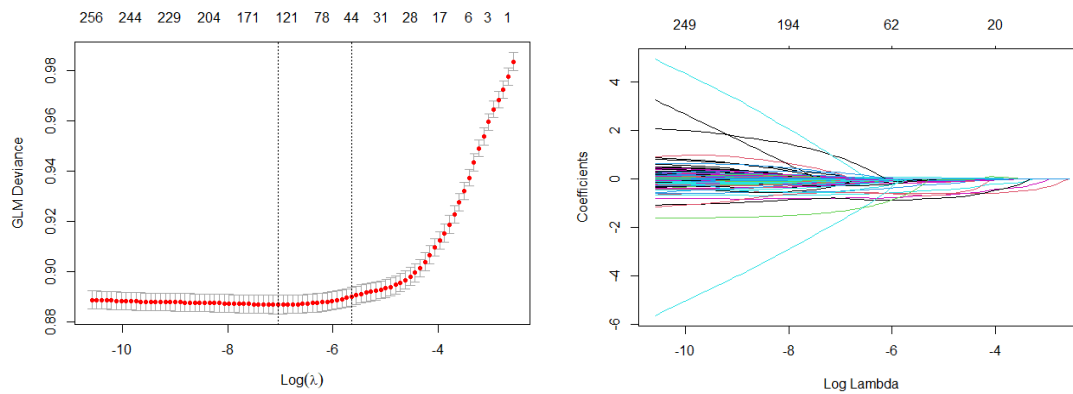 256 244 229 204 171 121 78 44 31 28 17 6 3 1
0.98
0.96
0.94
0.92
0.90
0.88
GLM Deviance
-10 -8 -6 -4
Log(λ)
249 194 62 20
4
2
0
-2
-4
-6
Coefficients
-10 -8 -6 -4
Log Lambda